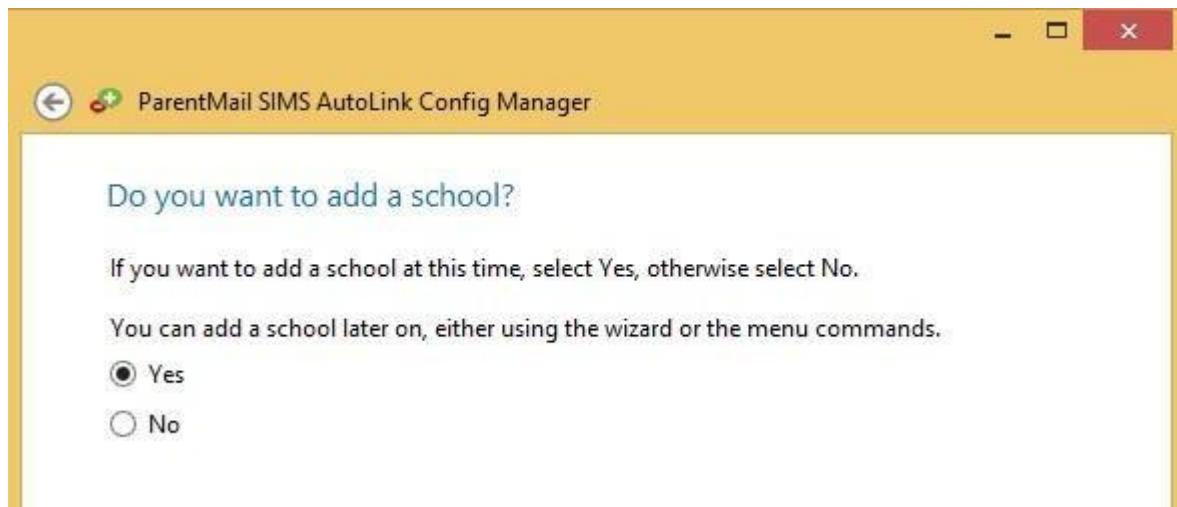 ParentMail SIMS AutoLink Config Manager
Do you want to add a school?
If you want to add a school at this time, select Yes, otherwise select No.
You can add a school later on, either using the wizard or the menu commands.
Yes
No